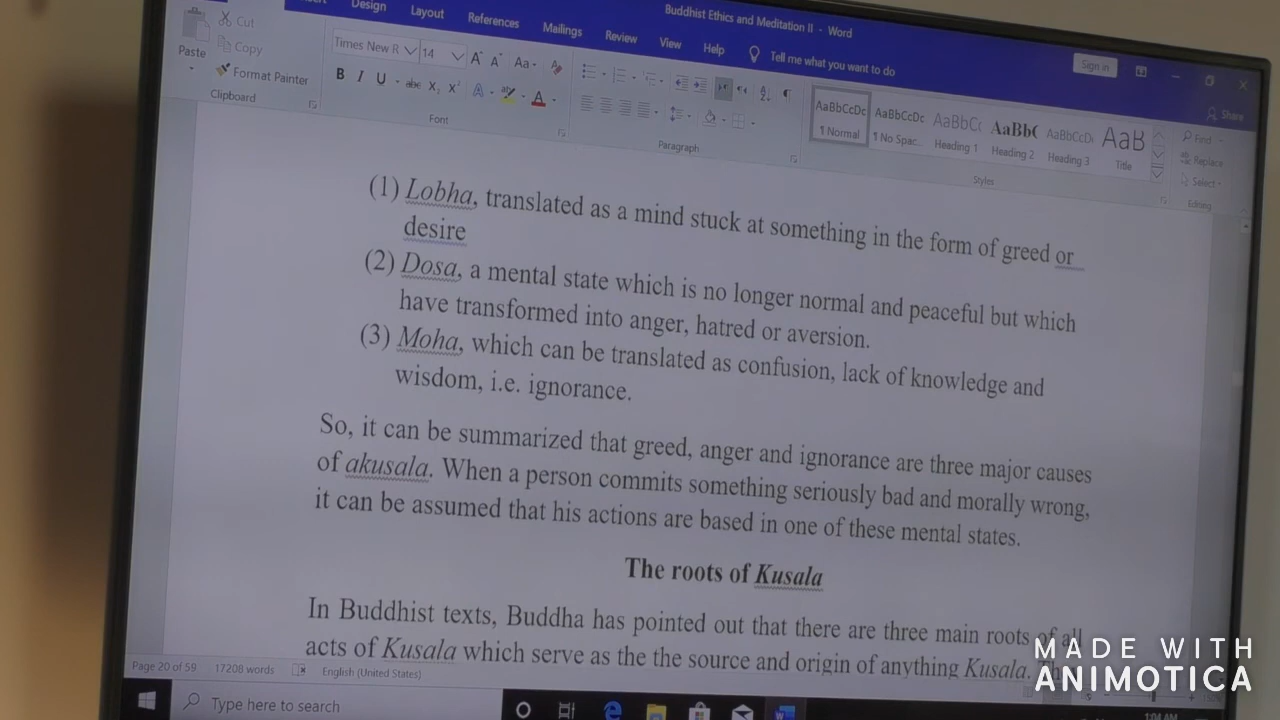 Design Layout References Mailings Review View Help Tell me what you want to do
Buddhist Ethics and Meditation II - Word
Sign in
Share
Paste
Cut
Copy
Format Painter
Clipboard
Times New R 14
Font
Paragraph
AaBbCcDc AaBbCcDc AaBbCc AaBbC AaBbCcD AaB
1 Normal 1 No Spac... Heading 1 Heading 2 Heading 3 Title
Styles
Find
Replace
Select
Editing
(1) Lobha, translated as a mind stuck at something in the form of greed or
desire
(2) Dosa, a mental state which is no longer normal and peaceful but which
have transformed into anger, hatred or aversion.
(3) Moha, which can be translated as confusion, lack of knowledge and
wisdom, i.e. ignorance.
So, it can be summarized that greed, anger and ignorance are three major causes
of akusala. When a person commits something seriously bad and morally wrong,
it can be assumed that his actions are based in one of these mental states.
The roots of Kusala
In Buddhist texts, Buddha has pointed out that there are three main roots of all
acts of Kusala which serve as the the source and origin of anything Kusala.
Page 20 of 59 17208 words English (United States)
Type here to search
1:04 AM
MADE WITH
ANIMOTICA